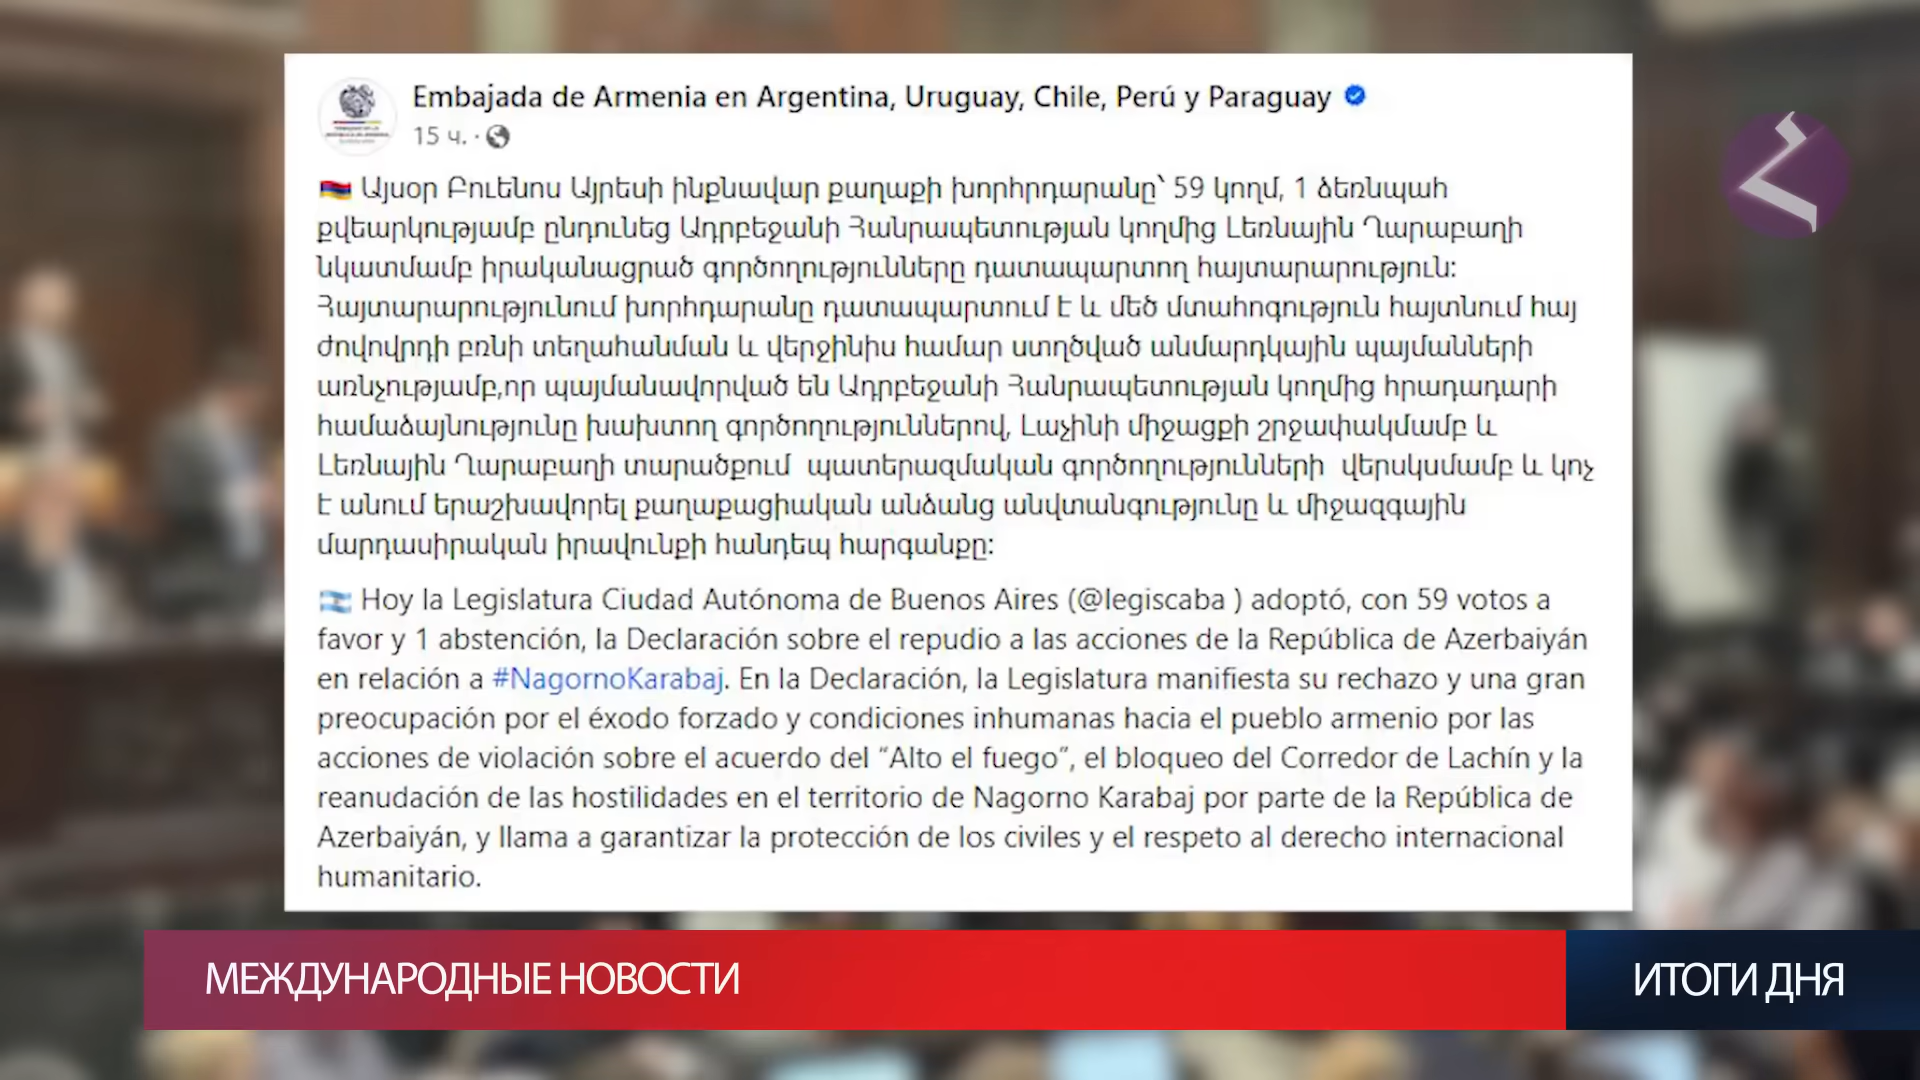 Embajada de Armenia en Argentina, Uruguay, Chile, Perú y Paraguay
15 ч. ·
Այսօր Բուենոս Այրեսի ինքնավար քաղաքի խորհրդարանը՝ 59 կողմ, 1 ձեռնպահ
քվեարկությամբ ընդունեց Ադրբեջանի Հանրապետության կողմից Լեռնային Ղարաբաղի
նկատմամբ իրականացրած գործողությունները դատապարտող հայտարարություն:
Հայտարարությունում խորհդարանը դատապարտում է և մեծ մտահոգություն հայտնում հայ
ժովովրդի բռնի տեղահանման և վերջինիս համար ստղծված անմարդկային պայմանների
առնչությամբ,որ պայմանավորված են Ադրբեջանի Հանրապետության կողմից հրադադարի
համաձայնությունը խախտող գործողություններով, Լաչինի միջացքի շրջափակմամբ և
Լեռնային Ղարաբաղի տարածքում պատերազմական գործողությունների վերսկսմամբ և կոչ
է անում երաշխավորել քաղաքացիական անձանց անվտանգությունը և միջազգային
մարդասիրական իրավունքի հանդեպ հարգանքը:
Hoy la Legislatura Ciudad Autónoma de Buenos Aires (@legiscaba ) adoptó, con 59 votos a
favor y 1 abstención, la Declaración sobre el repudio a las acciones de la República de Azerbaiyán
en relación a #NagornoKarabaj. En la Declaración, la Legislatura manifiesta su rechazo y una gran
preocupación por el éxodo forzado y condiciones inhumanas hacia el pueblo armenio por las
acciones de violación sobre el acuerdo del “Alto el fuego”, el bloqueo del Corredor de Lachín y la
reanudación de las hostilidades en el territorio de Nagorno Karabaj por parte de la República de
Azerbaiyán, y llama a garantizar la protección de los civiles y el respeto al derecho internacional
humanitario.
МЕЖДУНАРОДНЫЕ НОВОСТИ
ИТОГИ ДНЯ